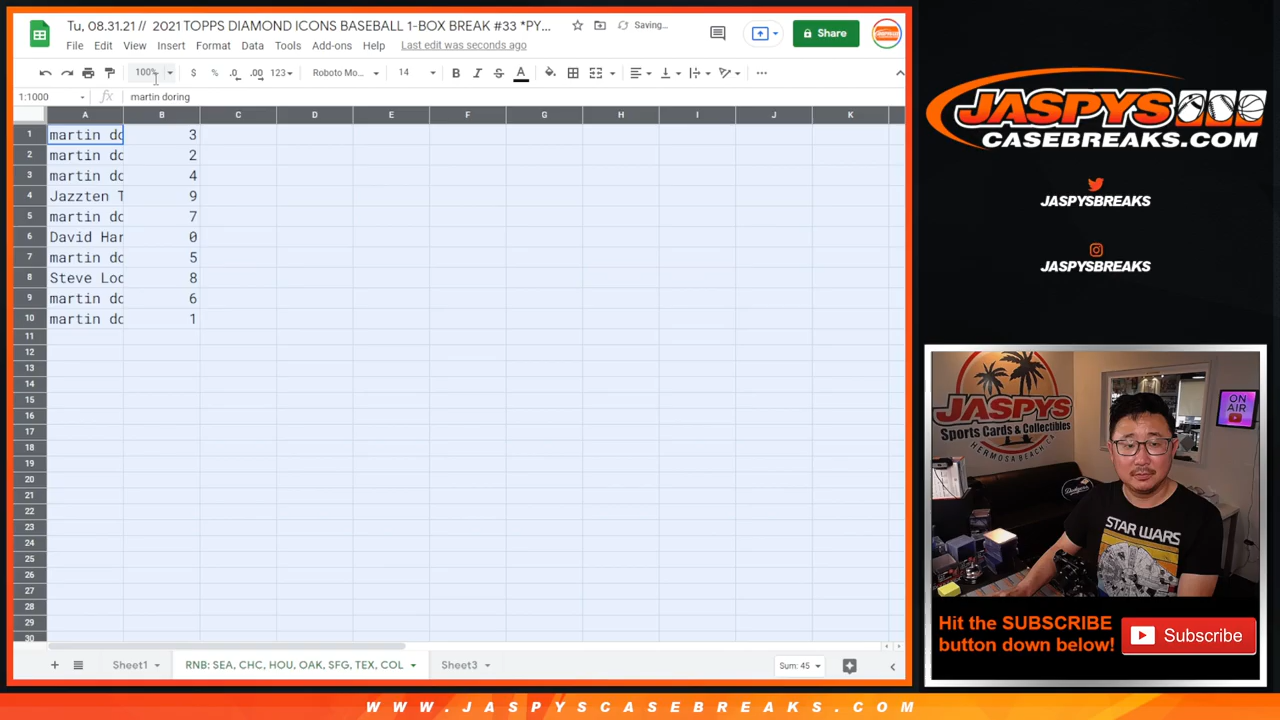 Tu, 08.31.21 // 2021 TOPPS DIAMOND ICONS BASEBALL 1-BOX BREAK #33 *PY...
Saving...
File Edit View Insert Format Data Tools Add-ons Help Last edit was seconds ago
Share
100% $ % .0 .00 123 Roboto Mo... 14 B I S A
1:1000 fx martin doring
A B C D E F G H I J K
1 martin do 3
2 martin do 2
3 martin do 4
4 Jazzten T 9
5 martin do 7
6 David Har 0
7 martin do 5
8 Steve Loc 8
9 martin do 6
10 martin do 1
11
12
13
14
15
16
17
18
19
20
21
22
23
24
25
26
27
28
29
30
Sheet1 RNB: SEA, CHC, HOU, OAK, SFG, TEX, COL Sheet3 Sum: 45
JASPYS
CASEBREAKS.COM
JASPYSBREAKS
JASPYSBREAKS
JASPYS
Sports Cards & Collectibles
HERMOSA BEACH, CA
ON
AIR
Dodgers
STAR WARS
Hit the SUBSCRIBE
button down below!
Subscribe
WWW.JASPYSCASEBREAKS.COM